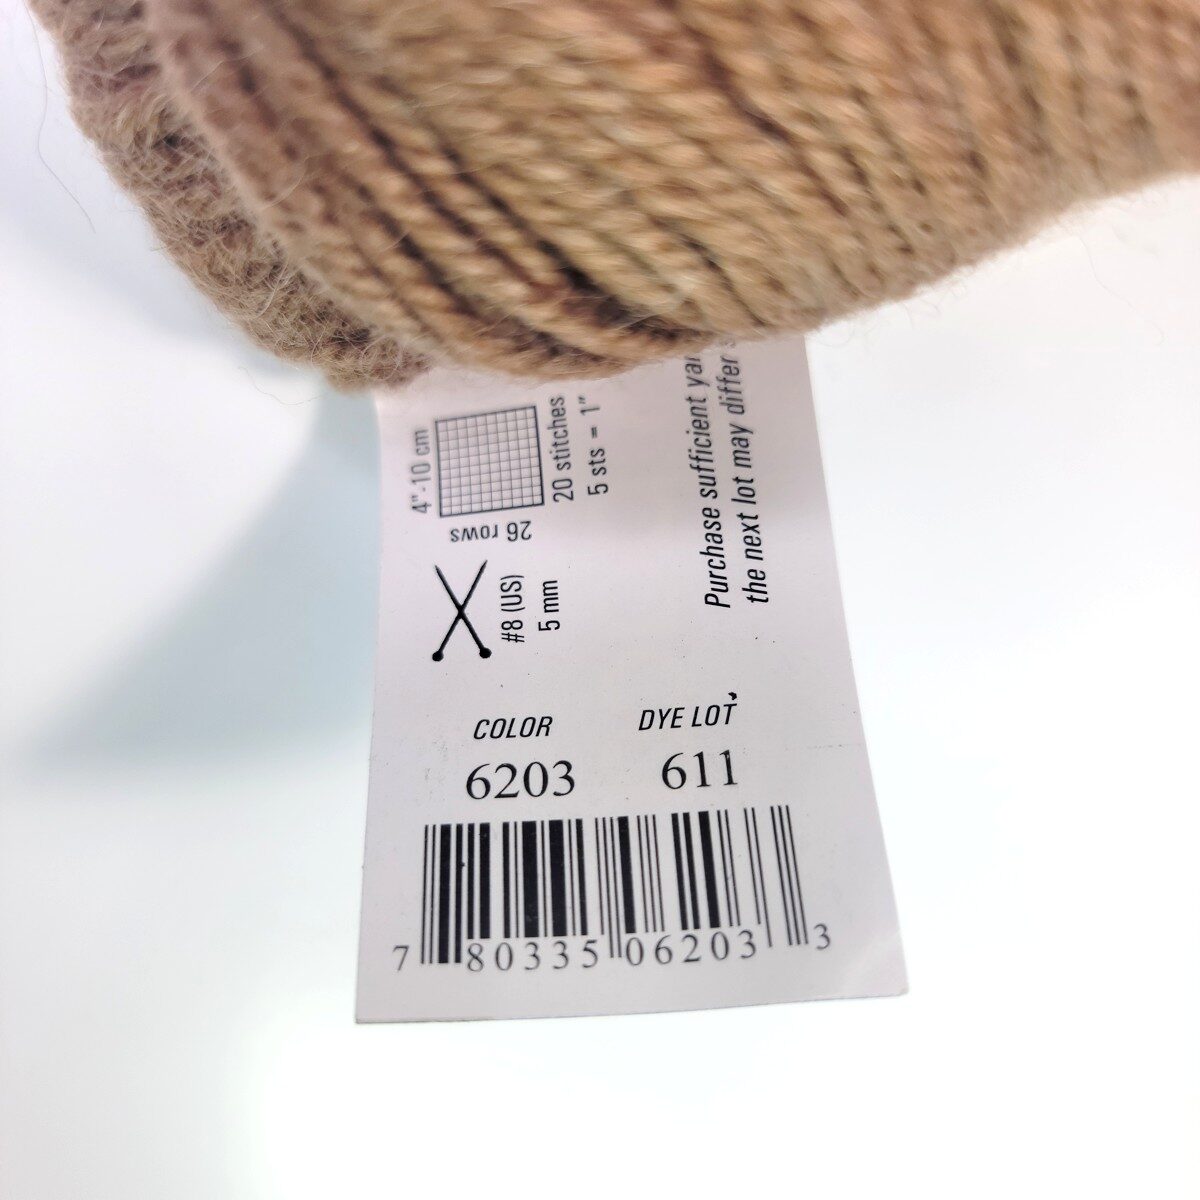 4"-10 cm
20 stitches
5 sts = 1"
26 rows
#8 (US)
5 mm
Purchase sufficient
the next lot may differ
COLOR DYE LOT
6203 611
7 80335 06203 3